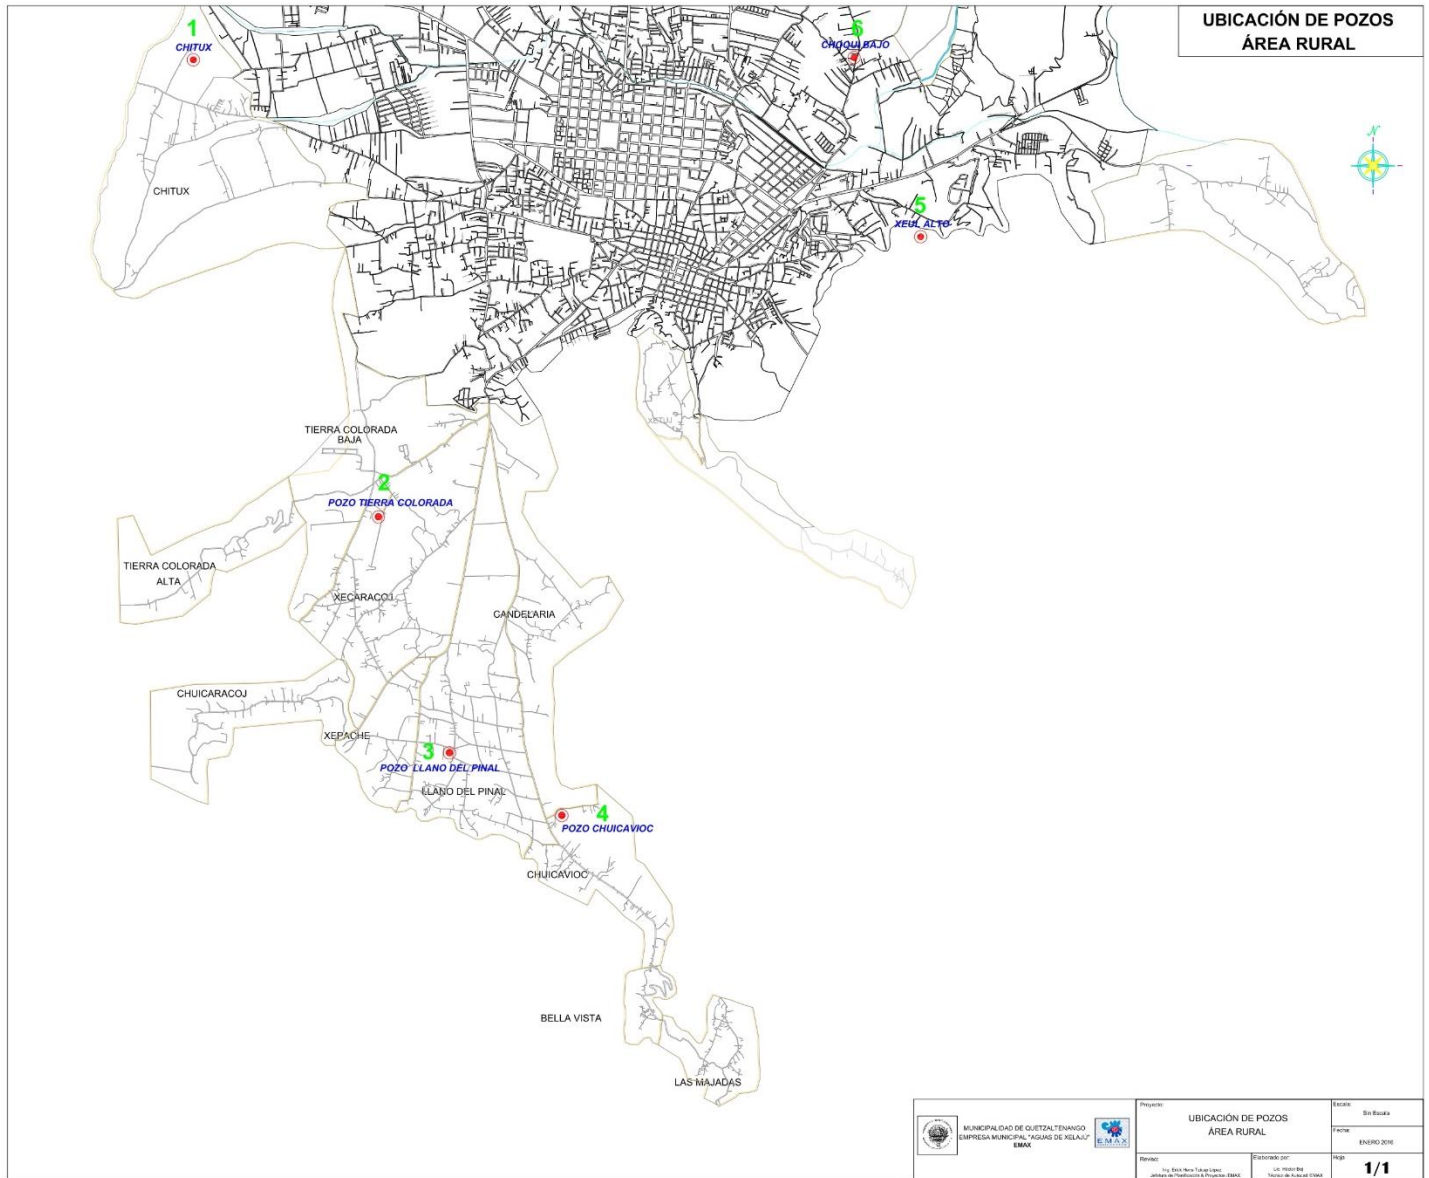 UBICACIÓN DE POZOS
ÁREA RURAL
1
CHITUX
6
CHOQUI BAJO
N
CHITUX
5
XEUL ALTO
XETUJ
TIERRA COLORADA
BAJA
2
POZO TIERRA COLORADA
TIERRA COLORADA
ALTA
XECARACOJ
CANDELARIA
CHUICARACOJ
XEPACHE
3
POZO LLANO DEL PINAL
LLANO DEL PINAL
4
POZO CHUICAVIOC
CHUICAVIOC
BELLA VISTA
LAS MAJADAS
MUNICIPALIDAD DE QUETZALTENANGO
EMPRESA MUNICIPAL "AGUAS DE XELAJÚ"
EMAX
EMAX
Proyecto:
UBICACIÓN DE POZOS
ÁREA RURAL
Escala:
Sin Escala
Fecha:
ENERO 2016
Revisó:
Elaborado por:
Hoja
1/1